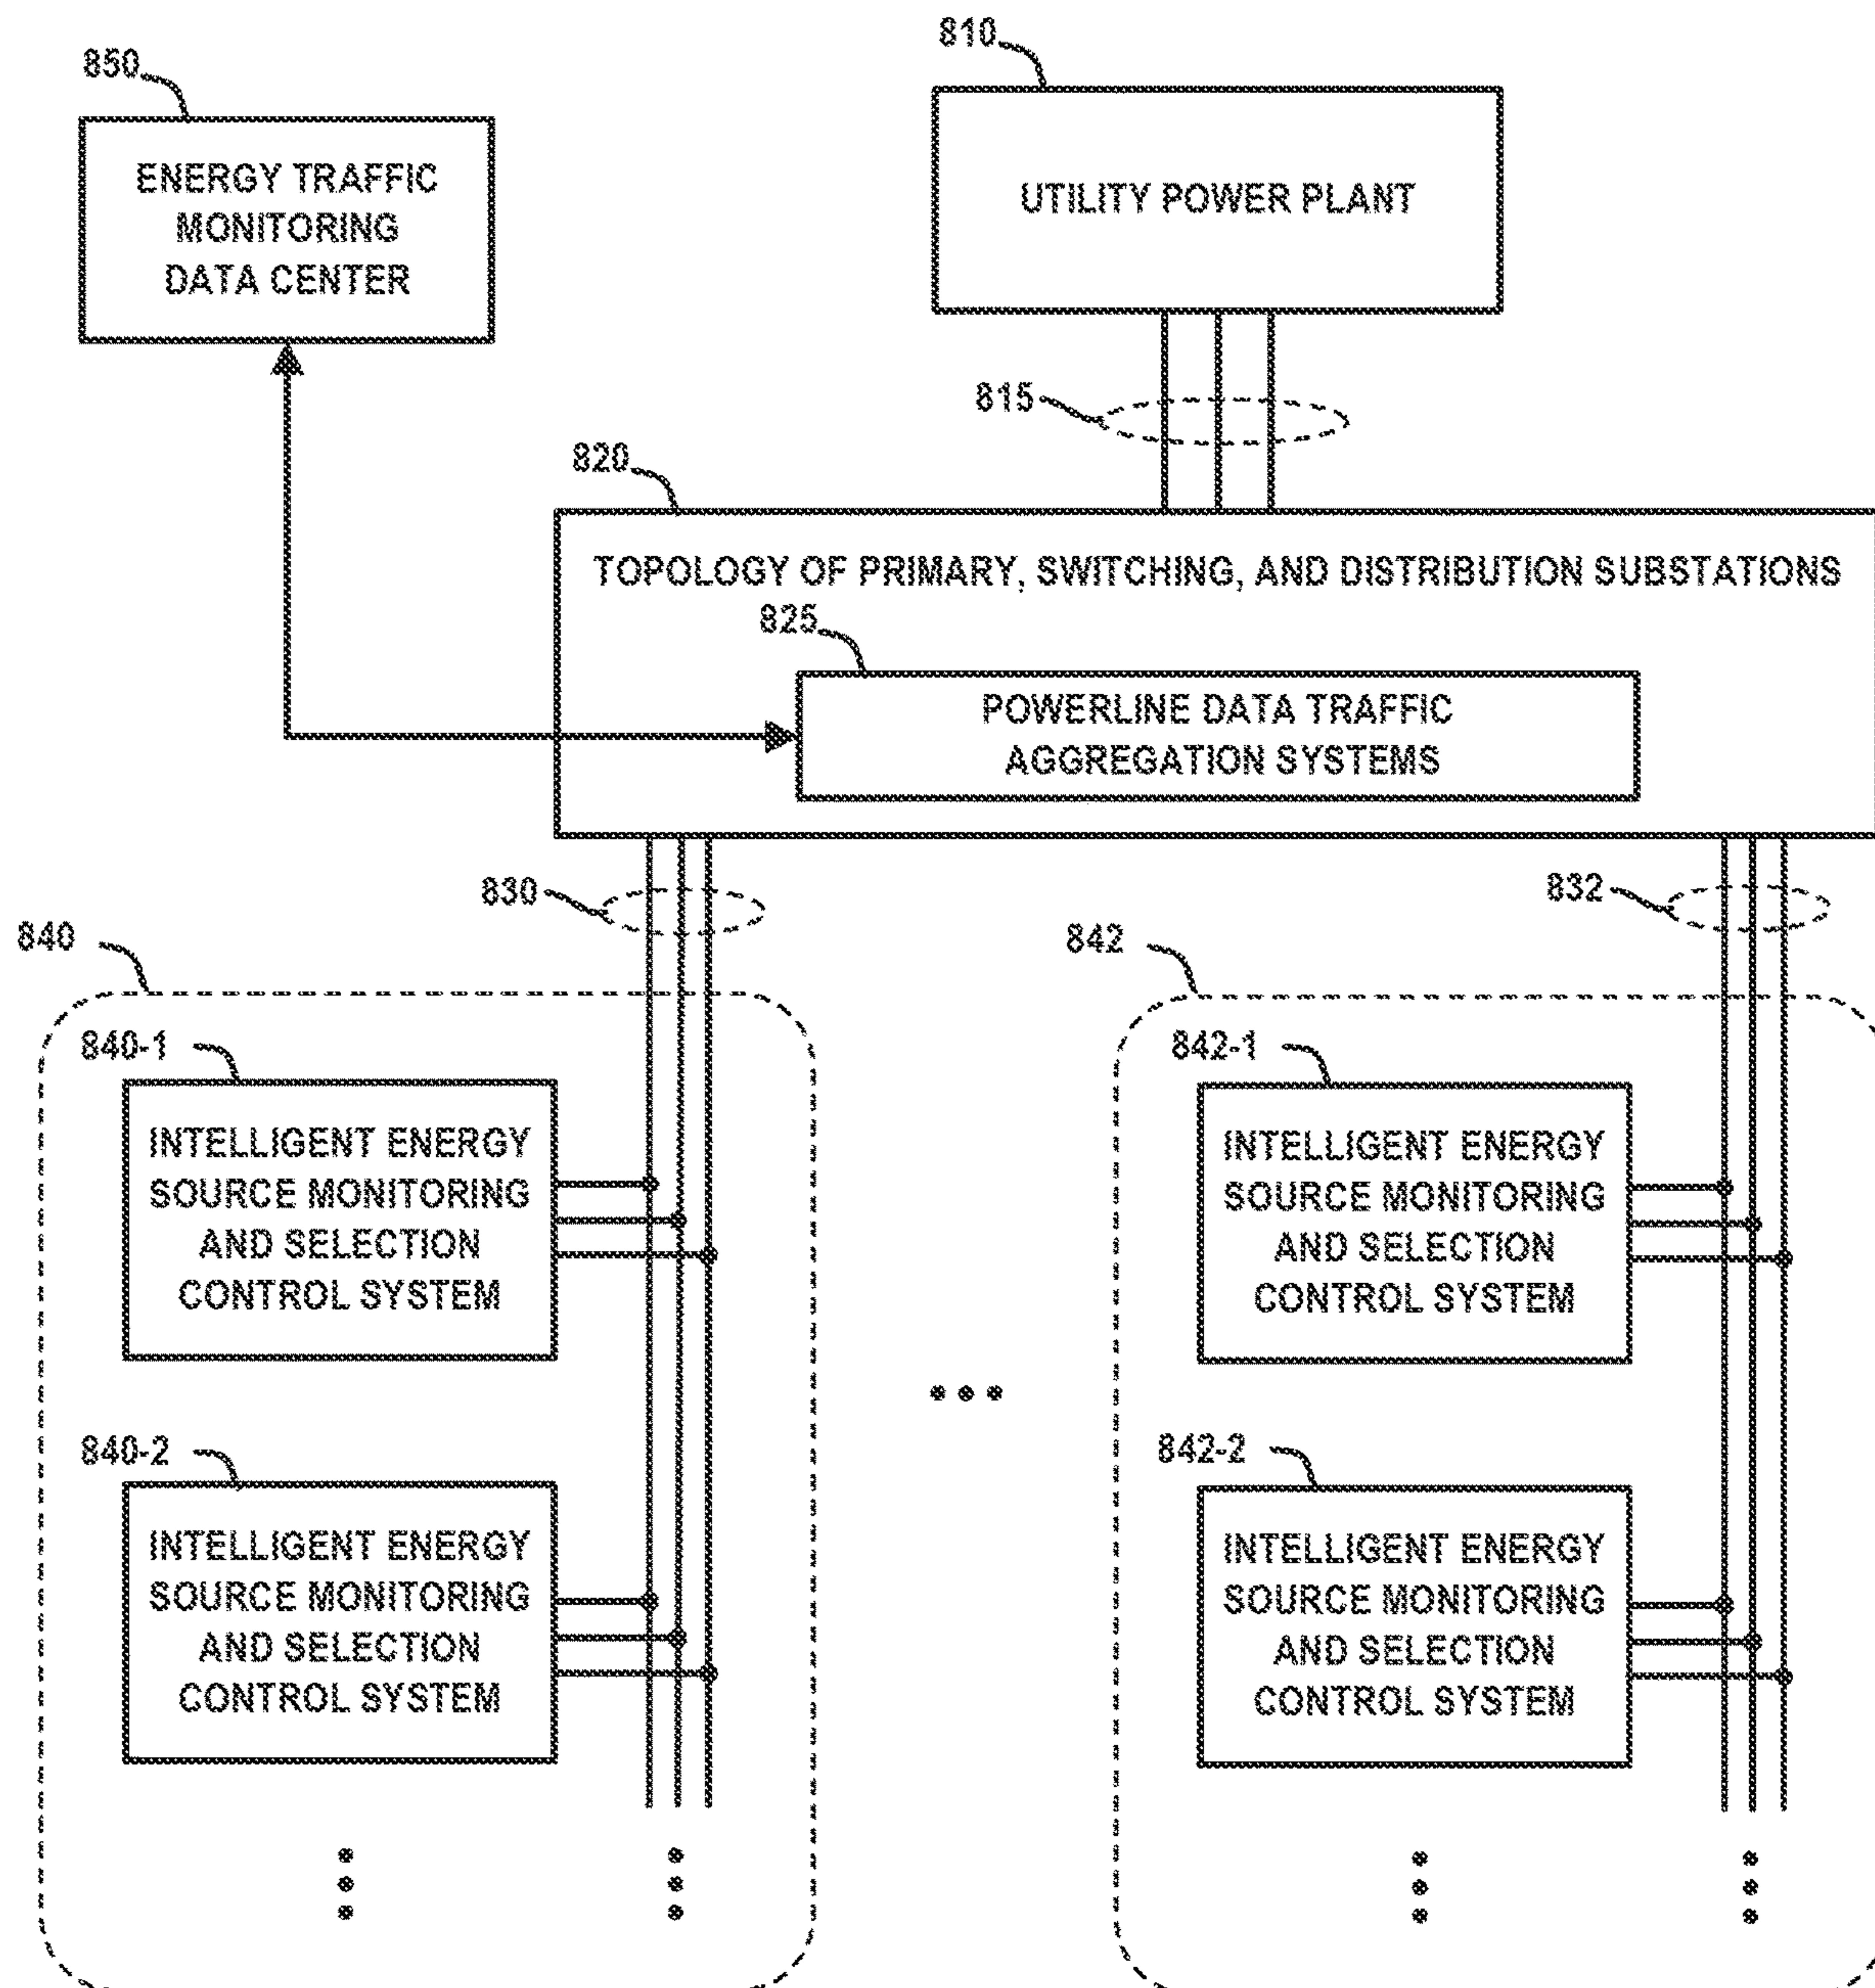 850
ENERGY TRAFFIC
MONITORING
DATA CENTER
810
UTILITY POWER PLANT
815
820
TOPOLOGY OF PRIMARY, SWITCHING, AND DISTRIBUTION SUBSTATIONS
825
POWERLINE DATA TRAFFIC
AGGREGATION SYSTEMS
830
832
840
842
840-1
INTELLIGENT ENERGY
SOURCE MONITORING
AND SELECTION
CONTROL SYSTEM
842-1
INTELLIGENT ENERGY
SOURCE MONITORING
AND SELECTION
CONTROL SYSTEM
840-2
INTELLIGENT ENERGY
SOURCE MONITORING
AND SELECTION
CONTROL SYSTEM
842-2
INTELLIGENT ENERGY
SOURCE MONITORING
AND SELECTION
CONTROL SYSTEM